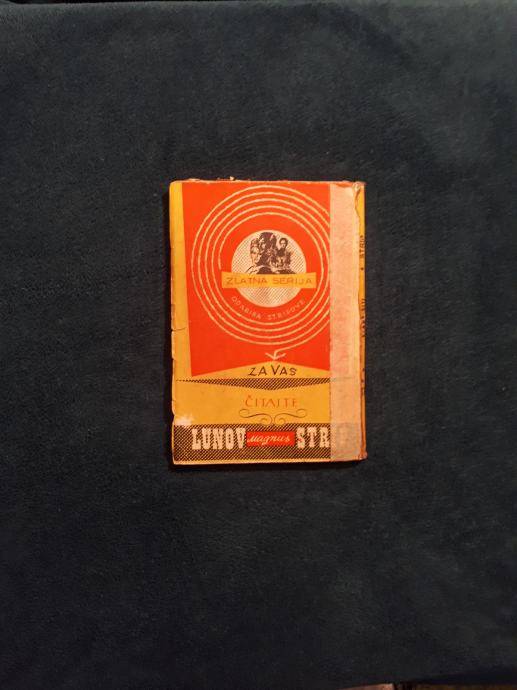 ZLATNA SERIJA
ODABIRA STRIPOVE
ZA VAS
ČITAJTE
LUNOV magnus STR